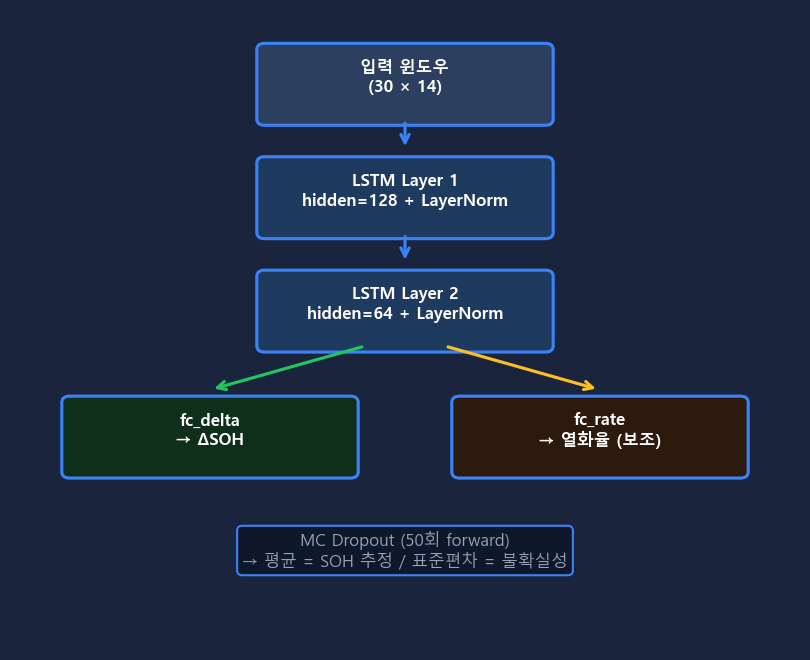 입력 윈도우
(30 × 14)
LSTM Layer 1
hidden=128 + LayerNorm
LSTM Layer 2
hidden=64 + LayerNorm
fc_delta
→ ΔSOH
fc_rate
→ 열화율 (보조)
MC Dropout (50회 forward)
→ 평균 = SOH 추정 / 표준편차 = 불확실성